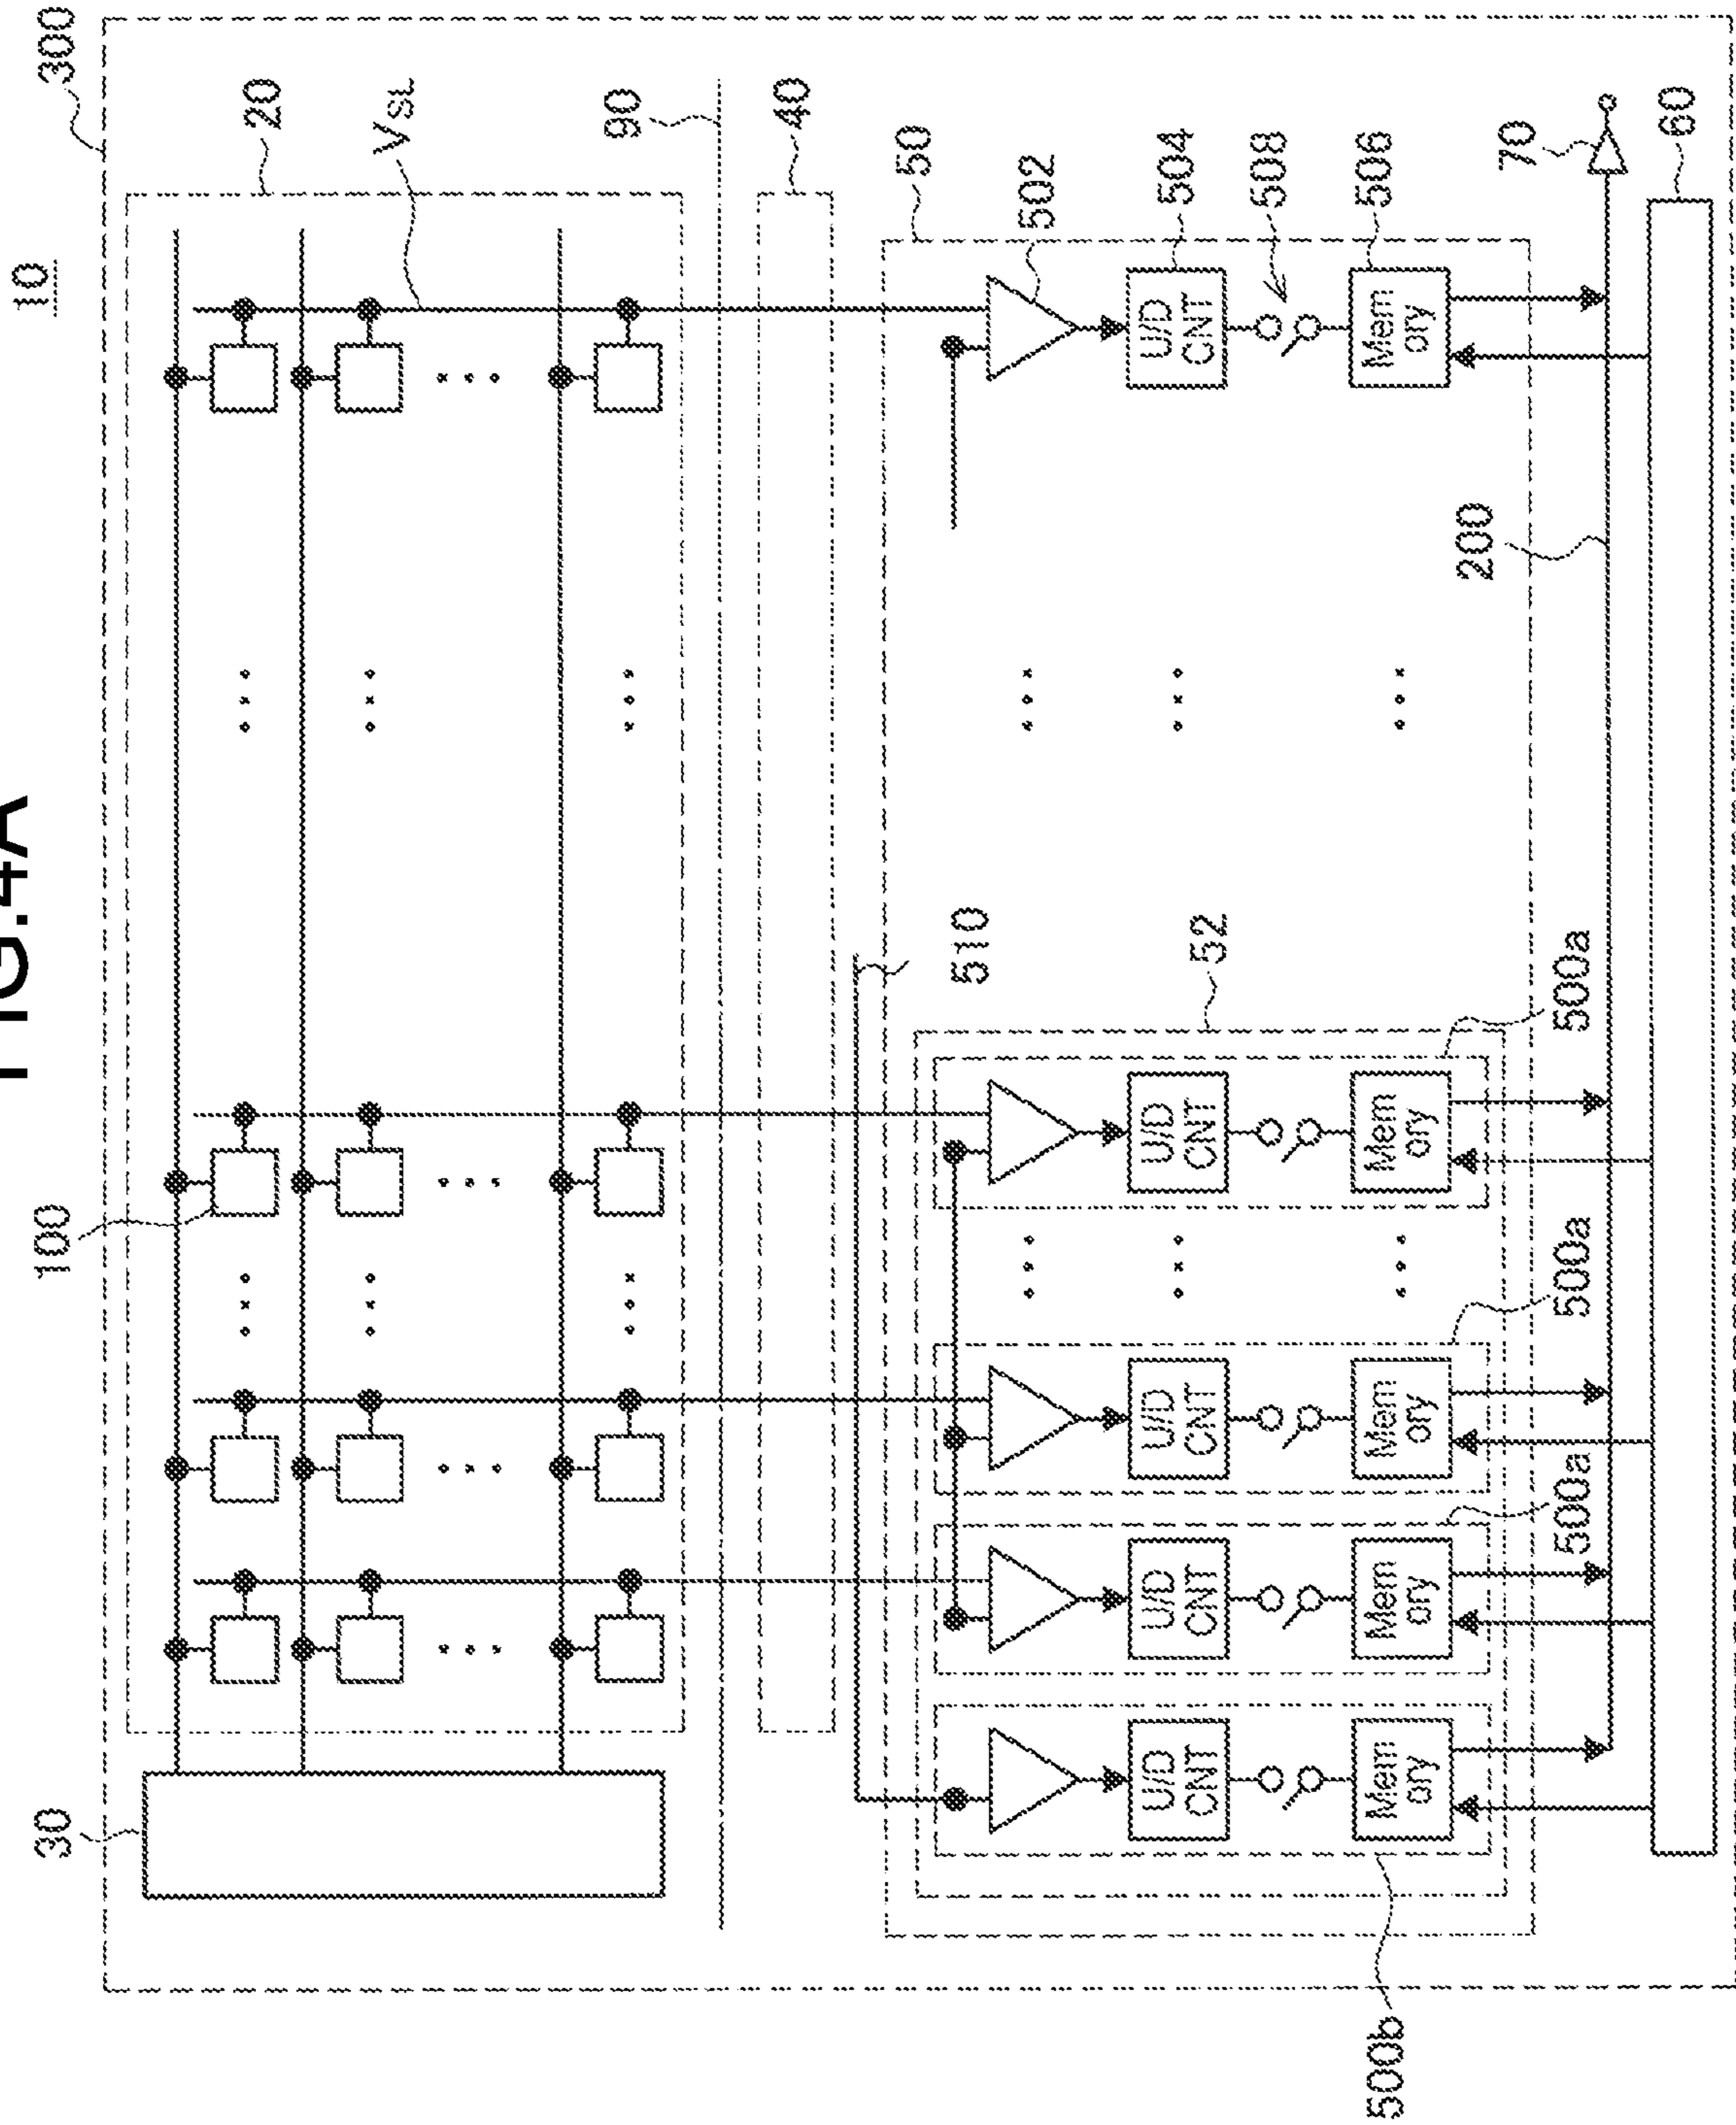 FIG.4A
10
30
100
300
20
VSL
90
40
50
510
502
U/D
CNT
U/D
CNT
U/D
CNT
U/D
CNT
U/D
CNT
504
52
508
500b
Mem
ory
Mem
ory
Mem
ory
Mem
ory
Mem
ory
506
200
70
500a
500a
500a
60